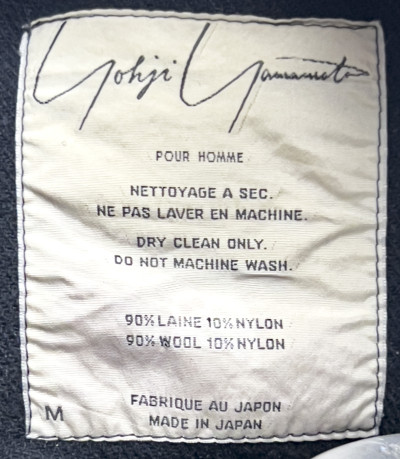 Yohji Yamamoto
POUR HOMME
NETTOYAGE A SEC.
NE PAS LAVER EN MACHINE.
DRY CLEAN ONLY.
DO NOT MACHINE WASH.
90% LAINE 10% NYLON
90% WOOL 10% NYLON
FABRIQUE AU JAPON
M
MADE IN JAPAN